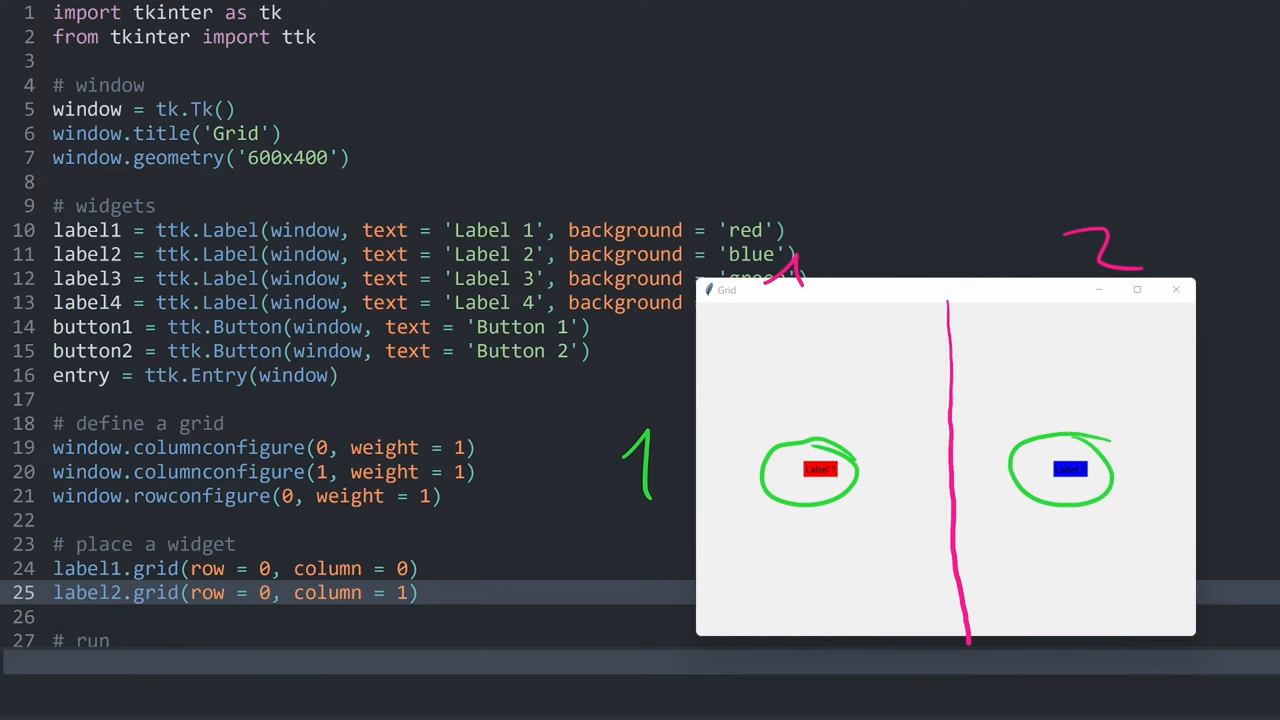 1 import tkinter as tk
2 from tkinter import ttk
3
4 # window
5 window = tk.Tk()
6 window.title('Grid')
7 window.geometry('600x400')
8
9 # widgets
10 label1 = ttk.Label(window, text = 'Label 1', background = 'red')
11 label2 = ttk.Label(window, text = 'Label 2', background = 'blue')
12 label3 = ttk.Label(window, text = 'Label 3', background = 'green')
13 label4 = ttk.Label(window, text = 'Label 4', background
14 button1 = ttk.Button(window, text = 'Button 1')
15 button2 = ttk.Button(window, text = 'Button 2')
16 entry = ttk.Entry(window)
17
18 # define a grid
19 window.columnconfigure(0, weight = 1)
20 window.columnconfigure(1, weight = 1)
21 window.rowconfigure(0, weight = 1)
22
23 # place a widget
24 label1.grid(row = 0, column = 0)
25 label2.grid(row = 0, column = 1)
26
27 # run
1
2
Grid
1
Label 1
Label 2